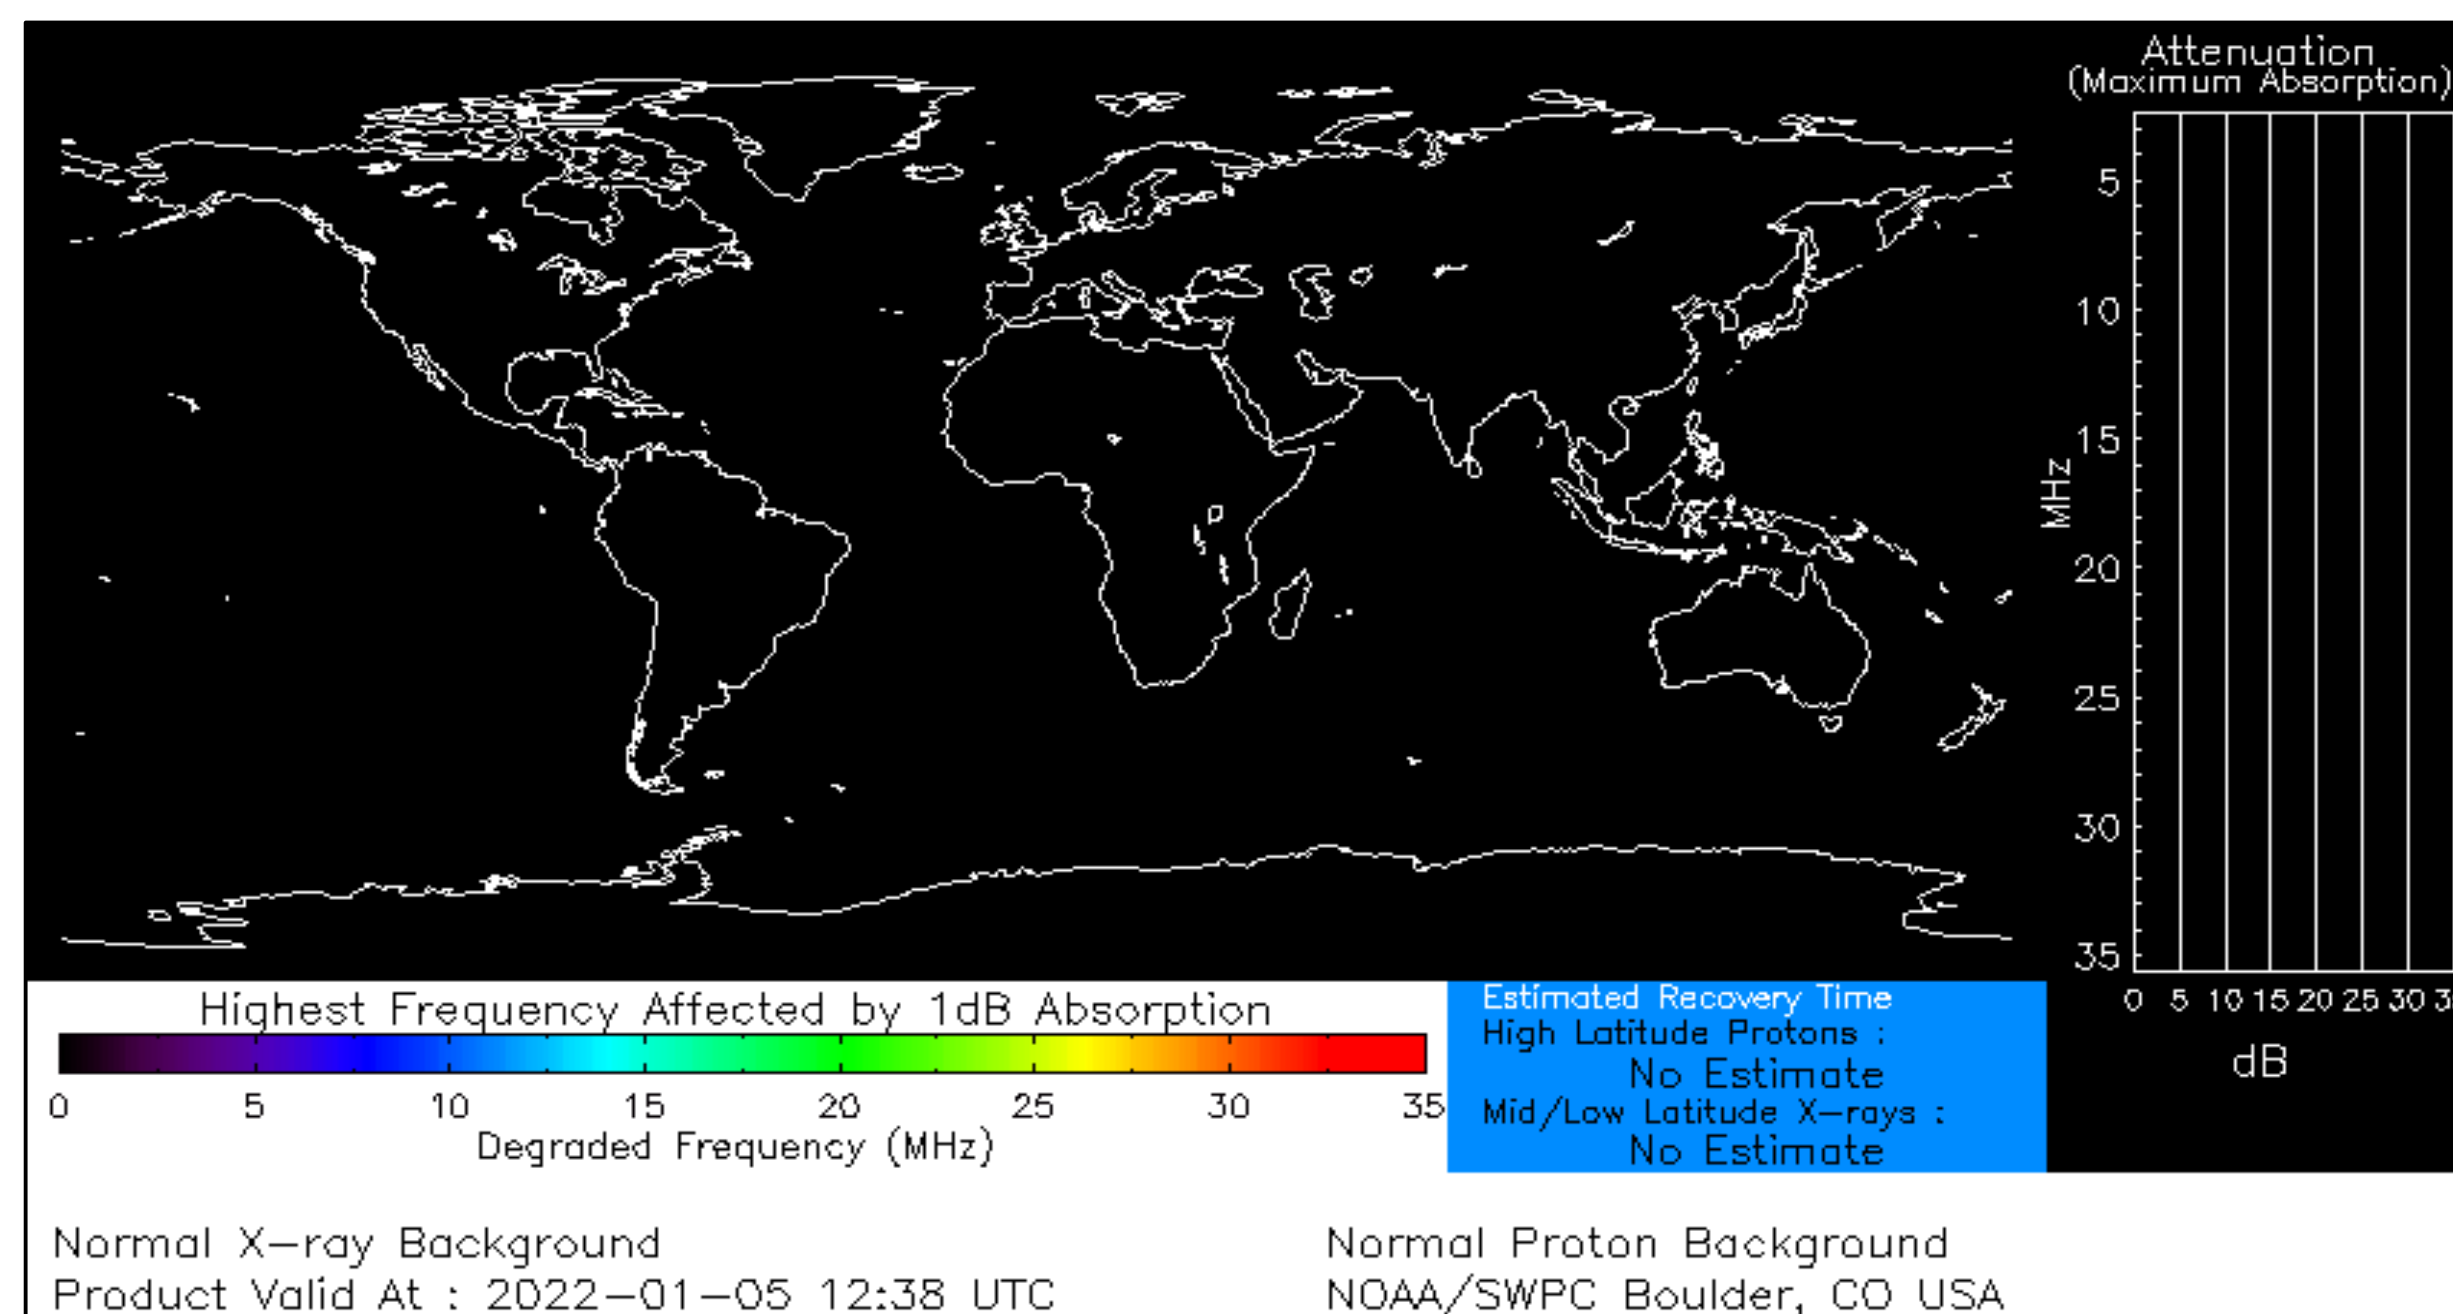 Attenuation
(Maximum Absorption)
5
10
15
20
25
30
35
MHz
0 5 10 15 20 25 30
dB
Highest Frequency Affected by 1dB Absorption
0 5 10 15 20 25 30 35
Degraded Frequency (MHz)
Estimated Recovery Time
High Latitude Protons :
No Estimate
Mid/Low Latitude X-rays :
No Estimate
Normal X-ray Background
Product Valid At : 2022-01-05 12:38 UTC
Normal Proton Background
NOAA/SWPC Boulder, CO USA